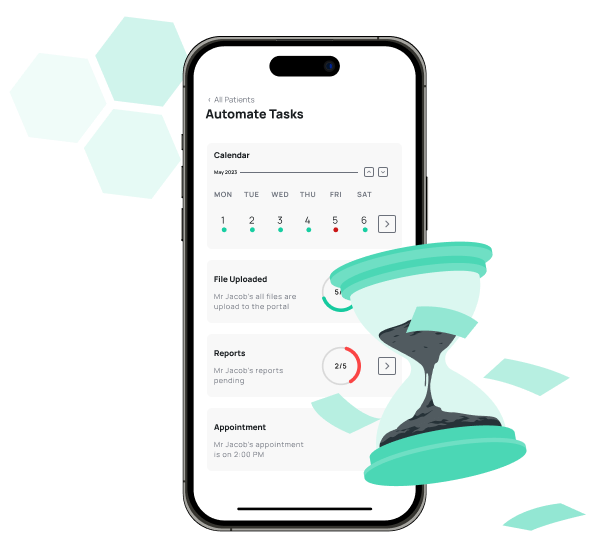 ‹ All Patients
Automate Tasks
Calendar
May 2023
MON TUE WED THU FRI SAT
1 2 3 4 5 6
File Uploaded
Mr Jacob's all files are
upload to the portal
5/
Reports
Mr Jacob's reports
pending
2/5
Appointment
Mr Jacob's appointment
is on 2:00 PM